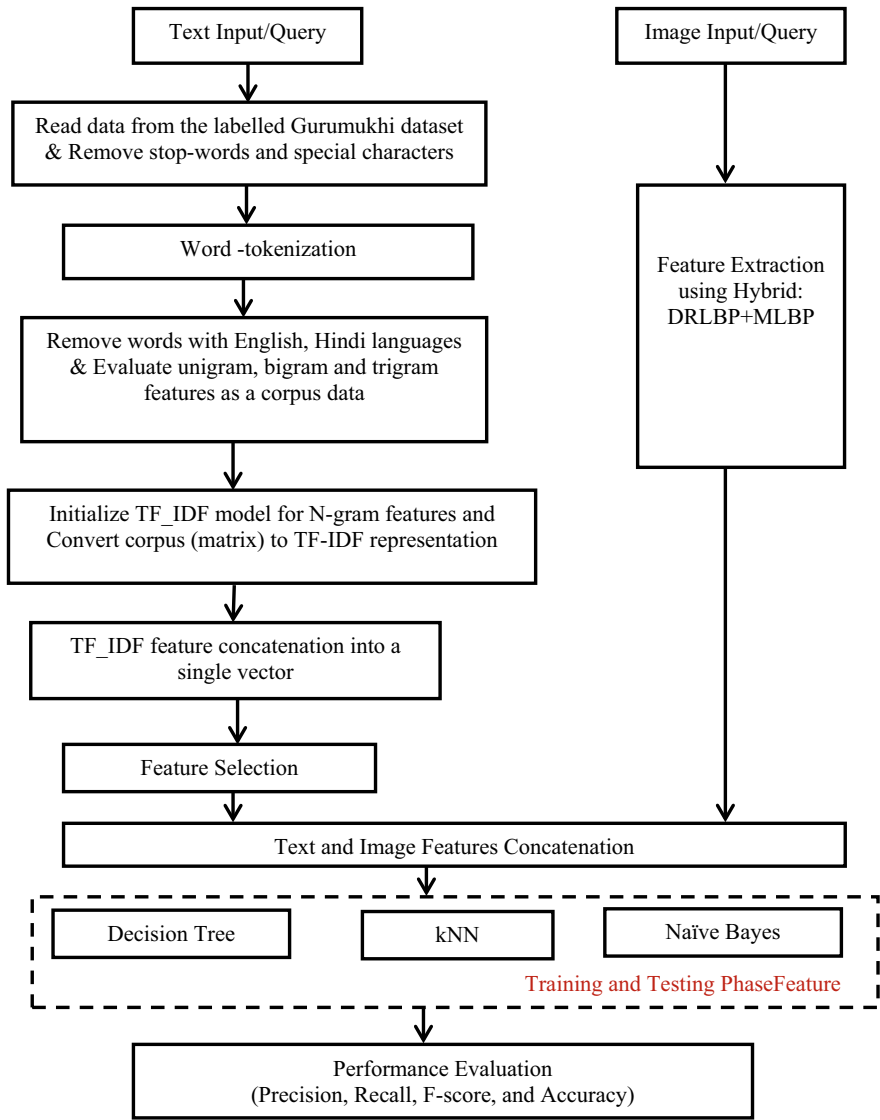 Text Input/Query
Image Input/Query
Read data from the labelled Gurumukhi dataset
& Remove stop-words and special characters
Word -tokenization
Feature Extraction
using Hybrid:
DRLBP+MLBP
Remove words with English, Hindi languages
& Evaluate unigram, bigram and trigram
features as a corpus data
Initialize TF_IDF model for N-gram features and
Convert corpus (matrix) to TF-IDF representation
TF_IDF feature concatenation into a
single vector
Feature Selection
Text and Image Features Concatenation
Decision Tree
kNN
Naïve Bayes
Training and Testing PhaseFeature
Performance Evaluation
(Precision, Recall, F-score, and Accuracy)